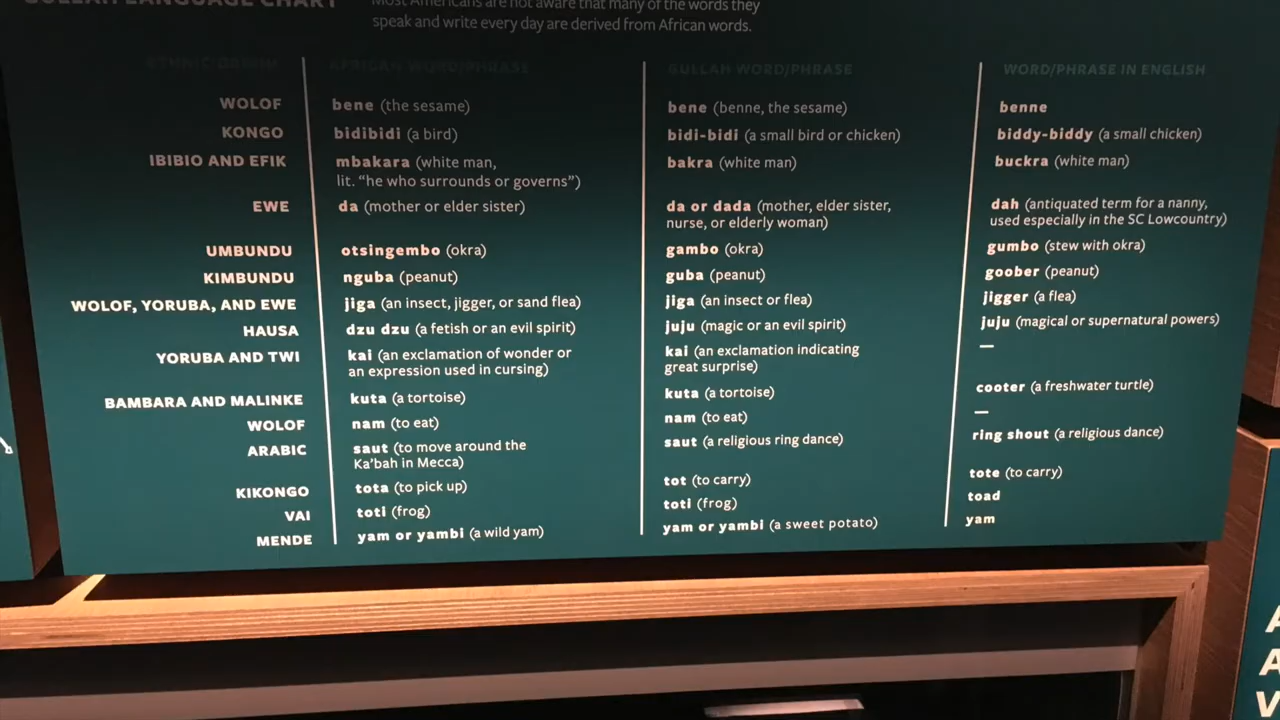 GULLAH LANGUAGE CHART
Most Americans are not aware that many of the words they
speak and write every day are derived from African words.
ETHNIC ORIGIN AFRICAN WORD/PHRASE GULLAH WORD/PHRASE WORD/PHRASE IN ENGLISH
WOLOF bene (the sesame) bene (benne, the sesame) benne
KONGO bidibidi (a bird) bidi-bidi (a small bird or chicken) biddy-biddy (a small chicken)
IBIBIO AND EFIK mbakara (white man, bakra (white man) buckra (white man)
lit. “he who surrounds or governs”)
EWE da (mother or elder sister) da or dada (mother, elder sister, dah (antiquated term for a nanny,
nurse, or elderly woman) used especially in the SC Lowcountry)
UMBUNDU otsingembo (okra) gambo (okra) gumbo (stew with okra)
KIMBUNDU nguba (peanut) guba (peanut) goober (peanut)
WOLOF, YORUBA, AND EWE jiga (an insect, jigger, or sand flea) jiga (an insect or flea) jigger (a flea)
HAUSA dzu dzu (a fetish or an evil spirit) juju (magic or an evil spirit) juju (magical or supernatural powers)
YORUBA AND TWI kai (an exclamation of wonder or kai (an exclamation indicating —
an expression used in cursing) great surprise)
BAMBARA AND MALINKE kuta (a tortoise) kuta (a tortoise) cooter (a freshwater turtle)
WOLOF nam (to eat) nam (to eat) —
ARABIC saut (to move around the saut (a religious ring dance) ring shout (a religious dance)
Ka’bah in Mecca)
KIKONGO tota (to pick up) tot (to carry) tote (to carry)
VAI toti (frog) toti (frog) toad
MENDE yam or yambi (a wild yam) yam or yambi (a sweet potato) yam